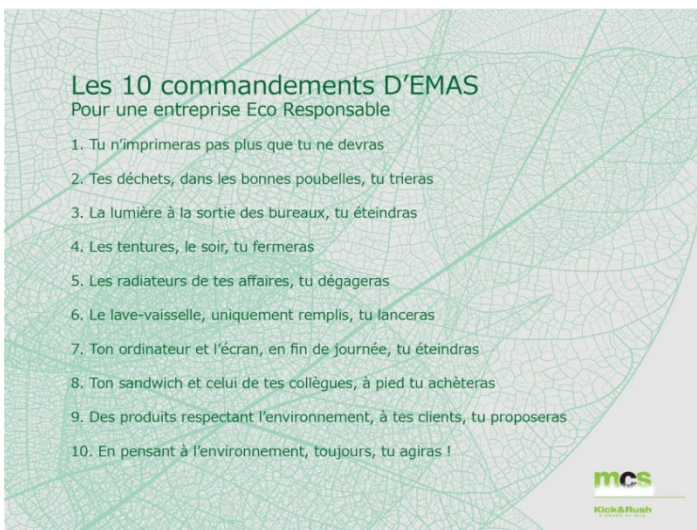 Les 10 commandements D'EMAS
Pour une entreprise Eco Responsable
1. Tu n'imprimeras pas plus que tu ne devras
2. Tes déchets, dans les bonnes poubelles, tu trieras
3. La lumière à la sortie des bureaux, tu éteindras
4. Les tentures, le soir, tu fermeras
5. Les radiateurs de tes affaires, tu dégageras
6. Le lave-vaisselle, uniquement remplis, tu lanceras
7. Ton ordinateur et l'écran, en fin de journée, tu éteindras
8. Ton sandwich et celui de tes collègues, à pied tu achèteras
9. Des produits respectant l'environnement, à tes clients, tu proposeras
10. En pensant à l'environnement, toujours, tu agiras !
mcs
Kick&Rush